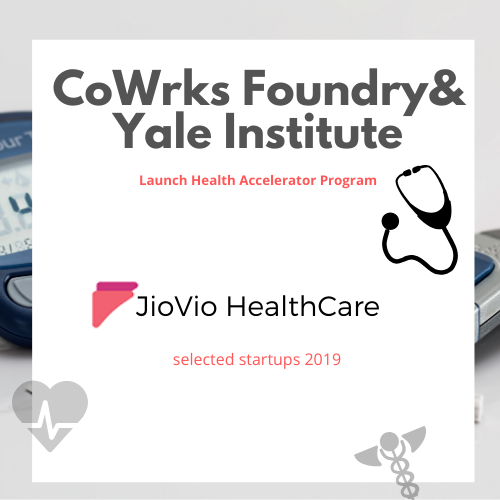 CoWrks Foundry&
Yale Institute
Launch Health Accelerator Program
JioVio HealthCare
selected startups 2019